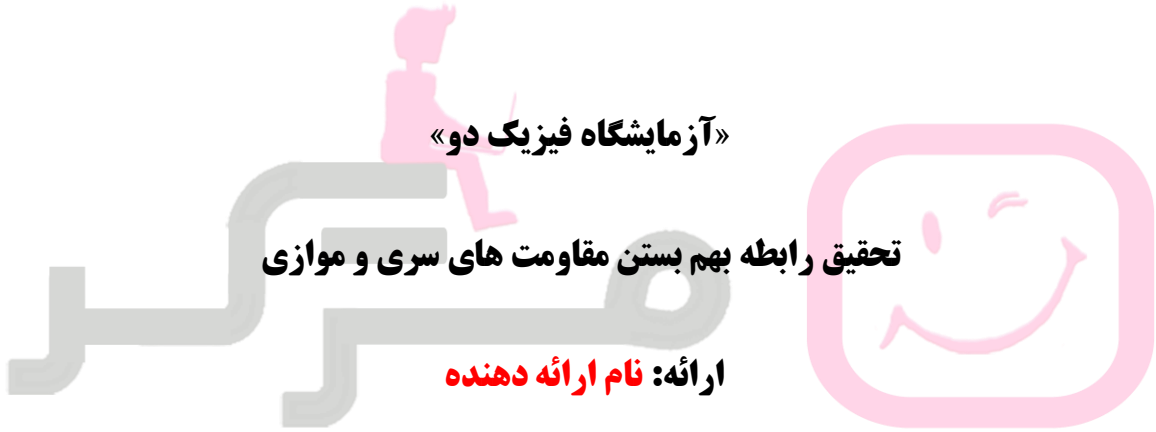 «آزمایشگاه فیزیک دو»
تحقیق رابطه بهم بستن مقاومت های سری و موازی
ارائه: نام ارائه دهنده